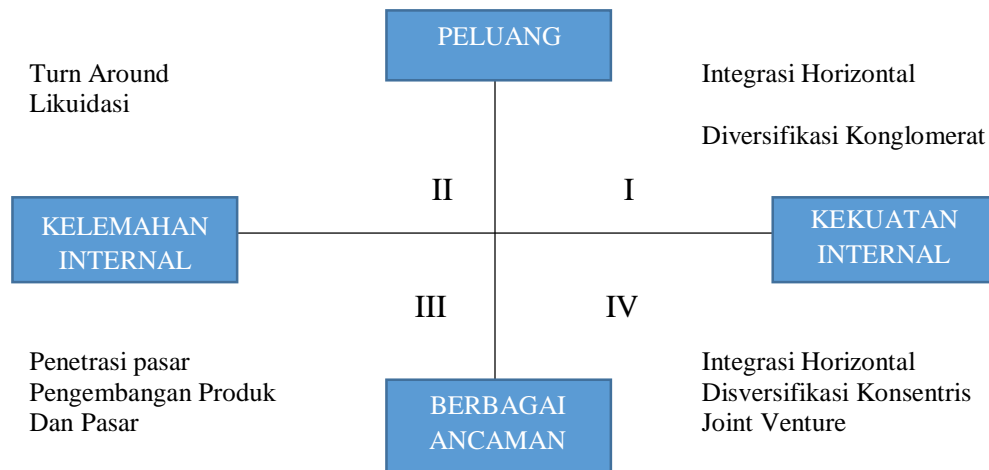 PELUANG
Turn Around
Likuidasi
Integrasi Horizontal
Diversifikasi Konglomerat
II
I
KELEMAHAN
INTERNAL
KEKUATAN
INTERNAL
III
IV
Penetrasi pasar
Pengembangan Produk
Dan Pasar
BERBAGAI
ANCAMAN
Integrasi Horizontal
Disversifikasi Konsentris
Joint Venture